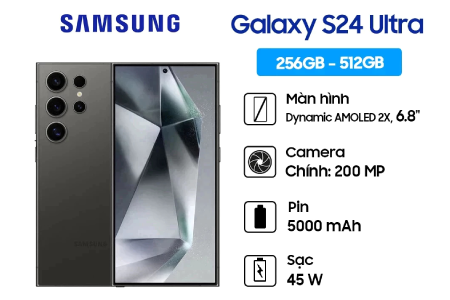 SAMSUNG
Galaxy S24 Ultra
256GB - 512GB
Màn hình
Dynamic AMOLED 2X, 6.8"
Camera
Chính: 200 MP
Pin
5000 mAh
Sạc
45 W
SAMSUNG